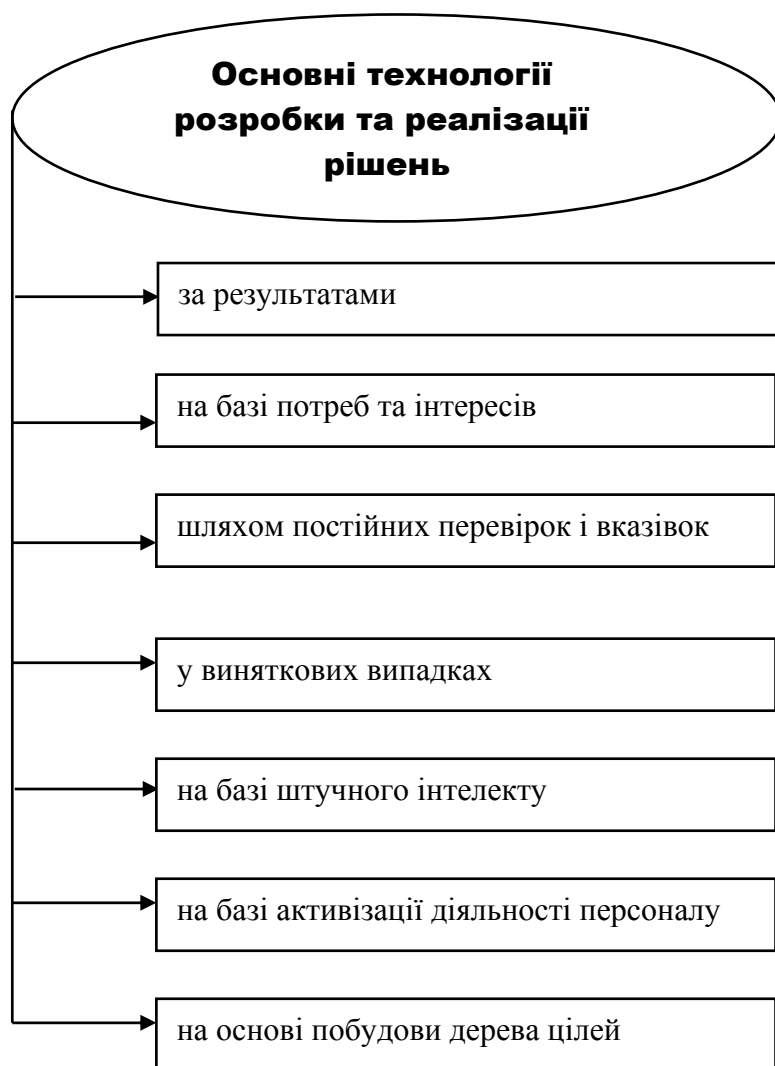 Основні технології
розробки та реалізації
рішень
за результатами
на базі потреб та інтересів
шляхом постійних перевірок і вказівок
у виняткових випадках
на базі штучного інтелекту
на базі активізації діяльності персоналу
на основі побудови дерева цілей